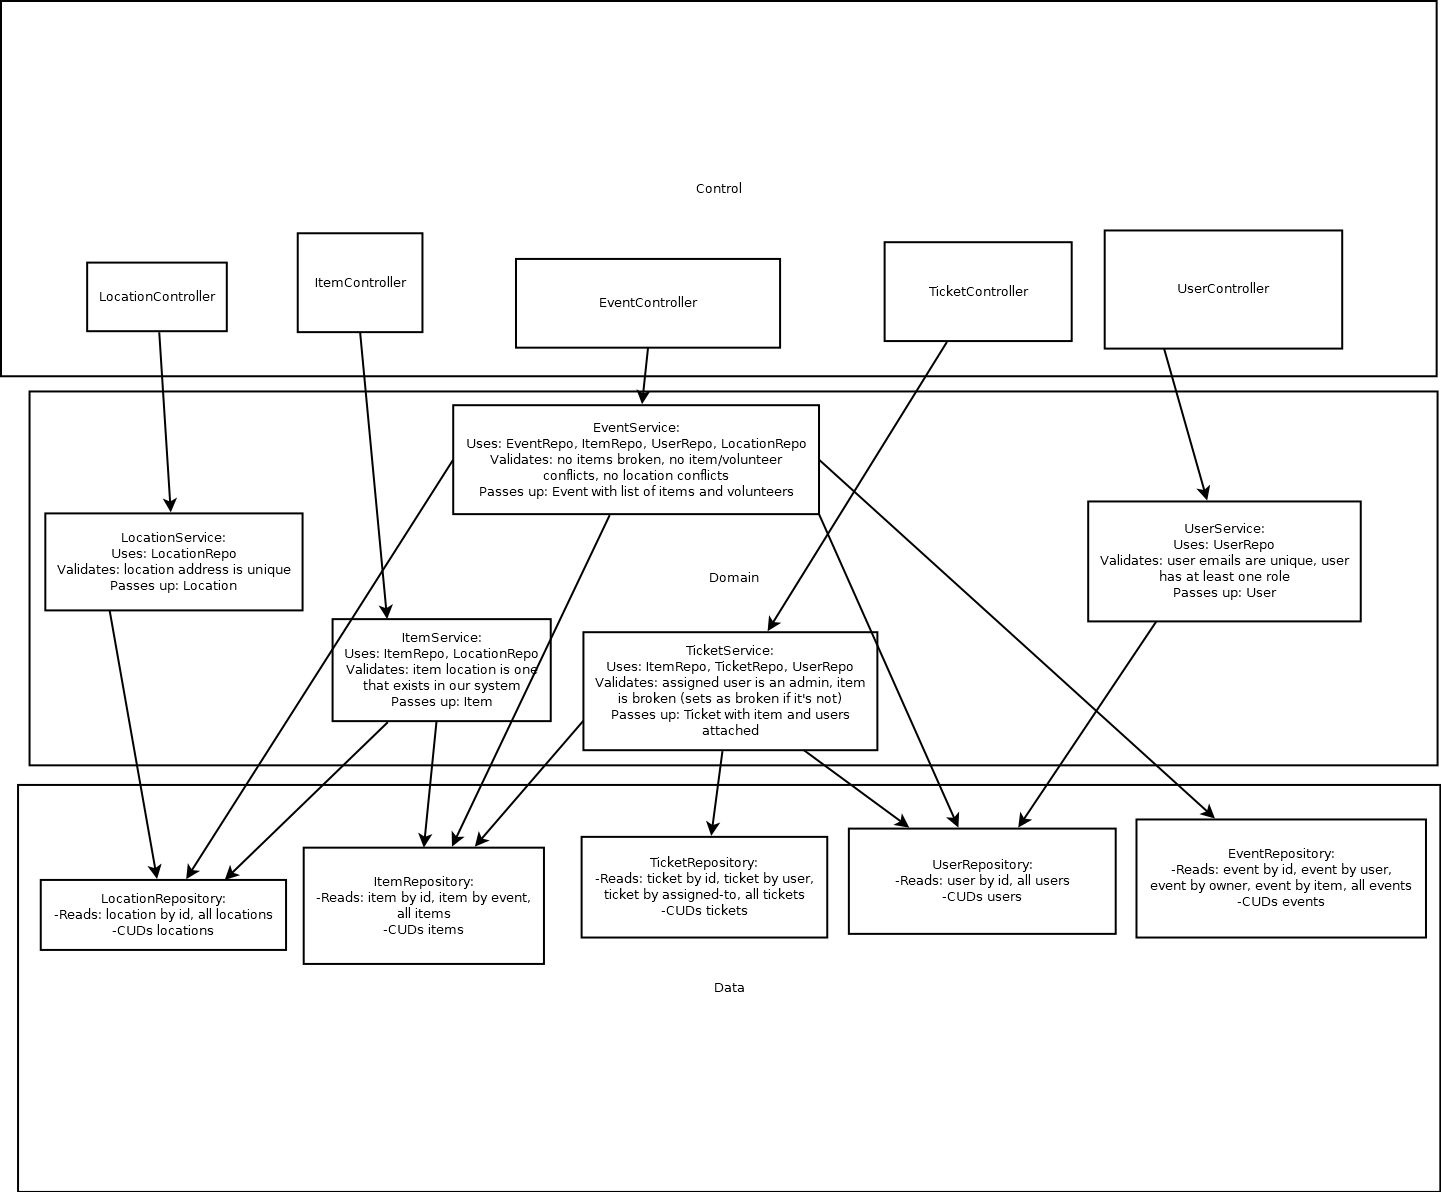 Control
LocationController
ItemController
EventController
TicketController
UserController
EventService:
Uses: EventRepo, ItemRepo, UserRepo, LocationRepo
Validates: no items broken, no item/volunteer
conflicts, no location conflicts
Passes up: Event with list of items and volunteers
LocationService:
Uses: LocationRepo
Validates: location address is unique
Passes up: Location
UserService:
Uses: UserRepo
Validates: user emails are unique, user
has at least one role
Passes up: User
Domain
ItemService:
Uses: ItemRepo, LocationRepo
Validates: item location is one
that exists in our system
Passes up: Item
TicketService:
Uses: ItemRepo, TicketRepo, UserRepo
Validates: assigned user is an admin, item
is broken (sets as broken if it's not)
Passes up: Ticket with item and users
attached
LocationRepository:
-Reads: location by id, all locations
-CUDs locations
ItemRepository:
-Reads: item by id, item by event,
all items
-CUDs items
TicketRepository:
-Reads: ticket by id, ticket by user,
ticket by assigned-to, all tickets
-CUDs tickets
UserRepository:
-Reads: user by id, all users
-CUDs users
EventRepository:
-Reads: event by id, event by user,
event by owner, event by item, all events
-CUDs events
Data